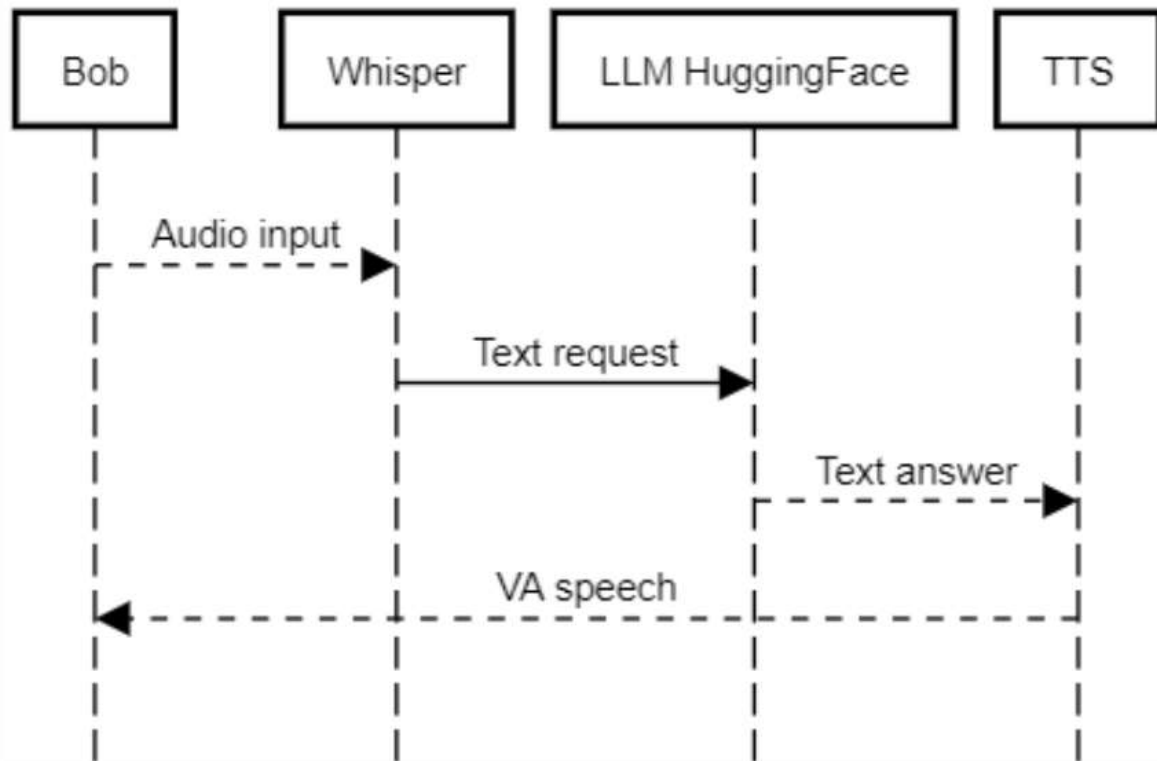 Bob
Whisper
LLM HuggingFace
TTS
Audio input
Text request
Text answer
VA speech